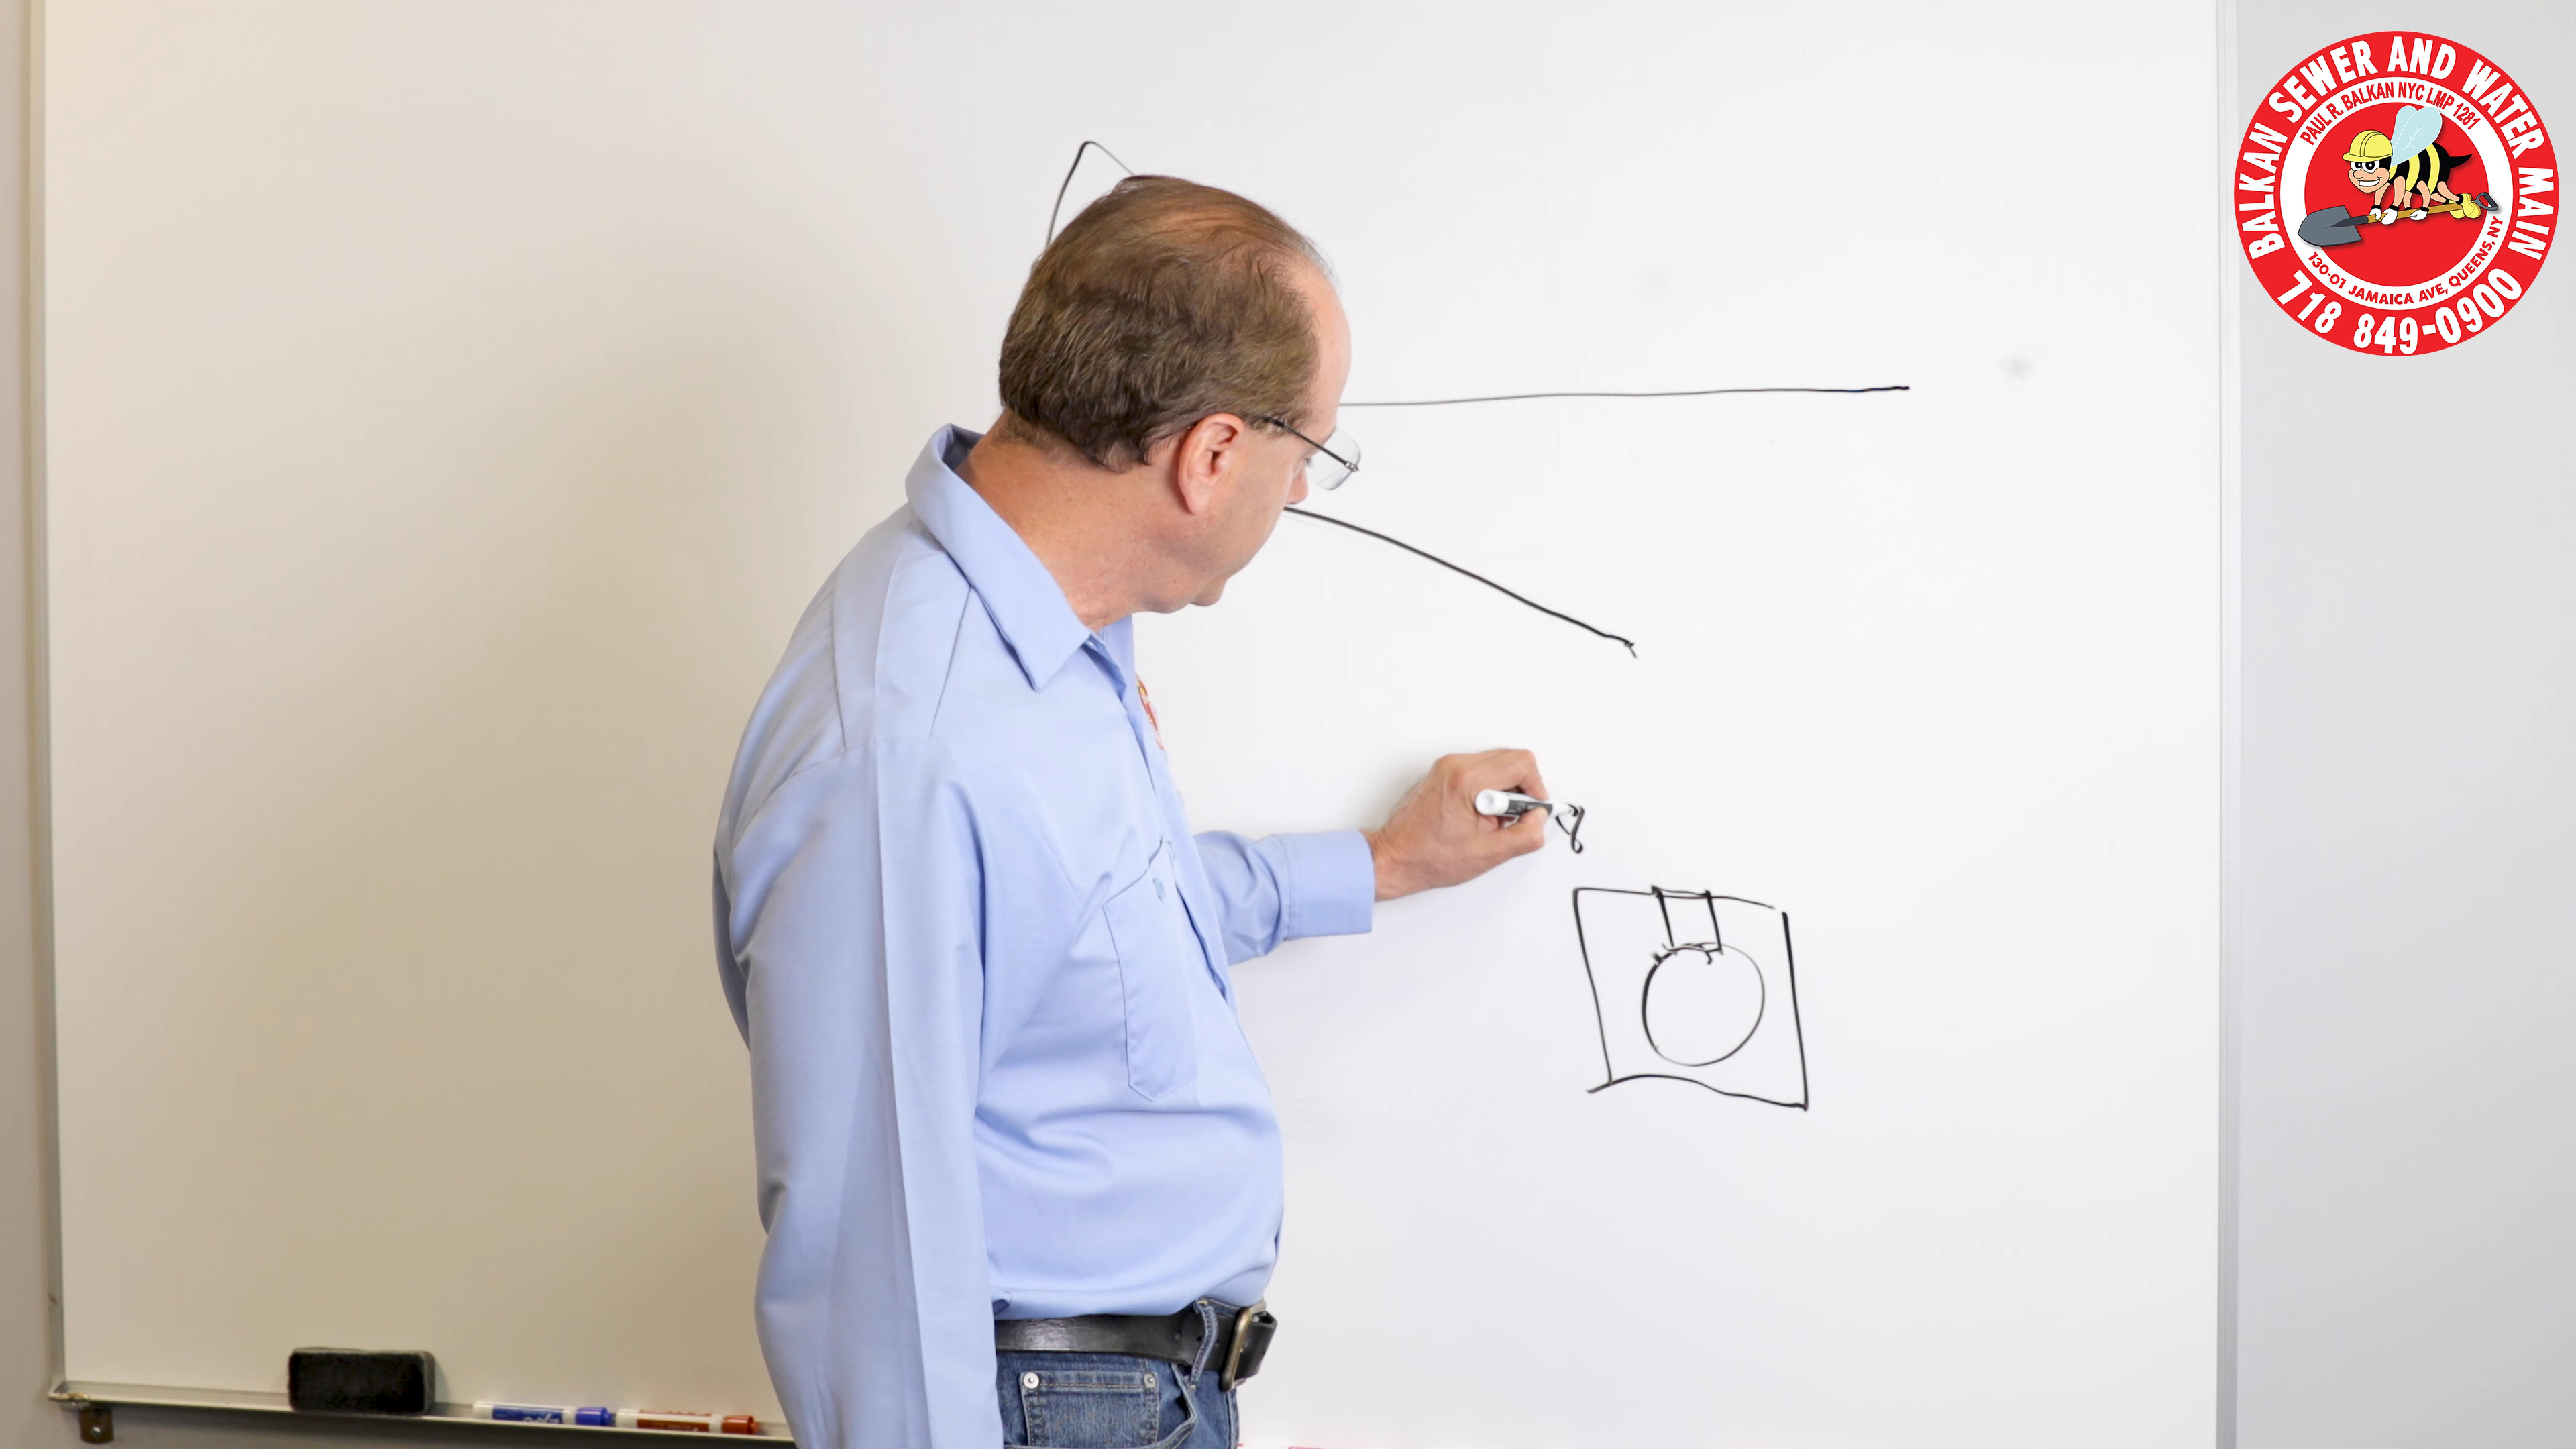 BALKAN SEWER AND WATER MAIN
PAUL R. BALKAN NYC LMP 1281
130-01 JAMAICA AVE, QUEENS, NY
718 849-0900